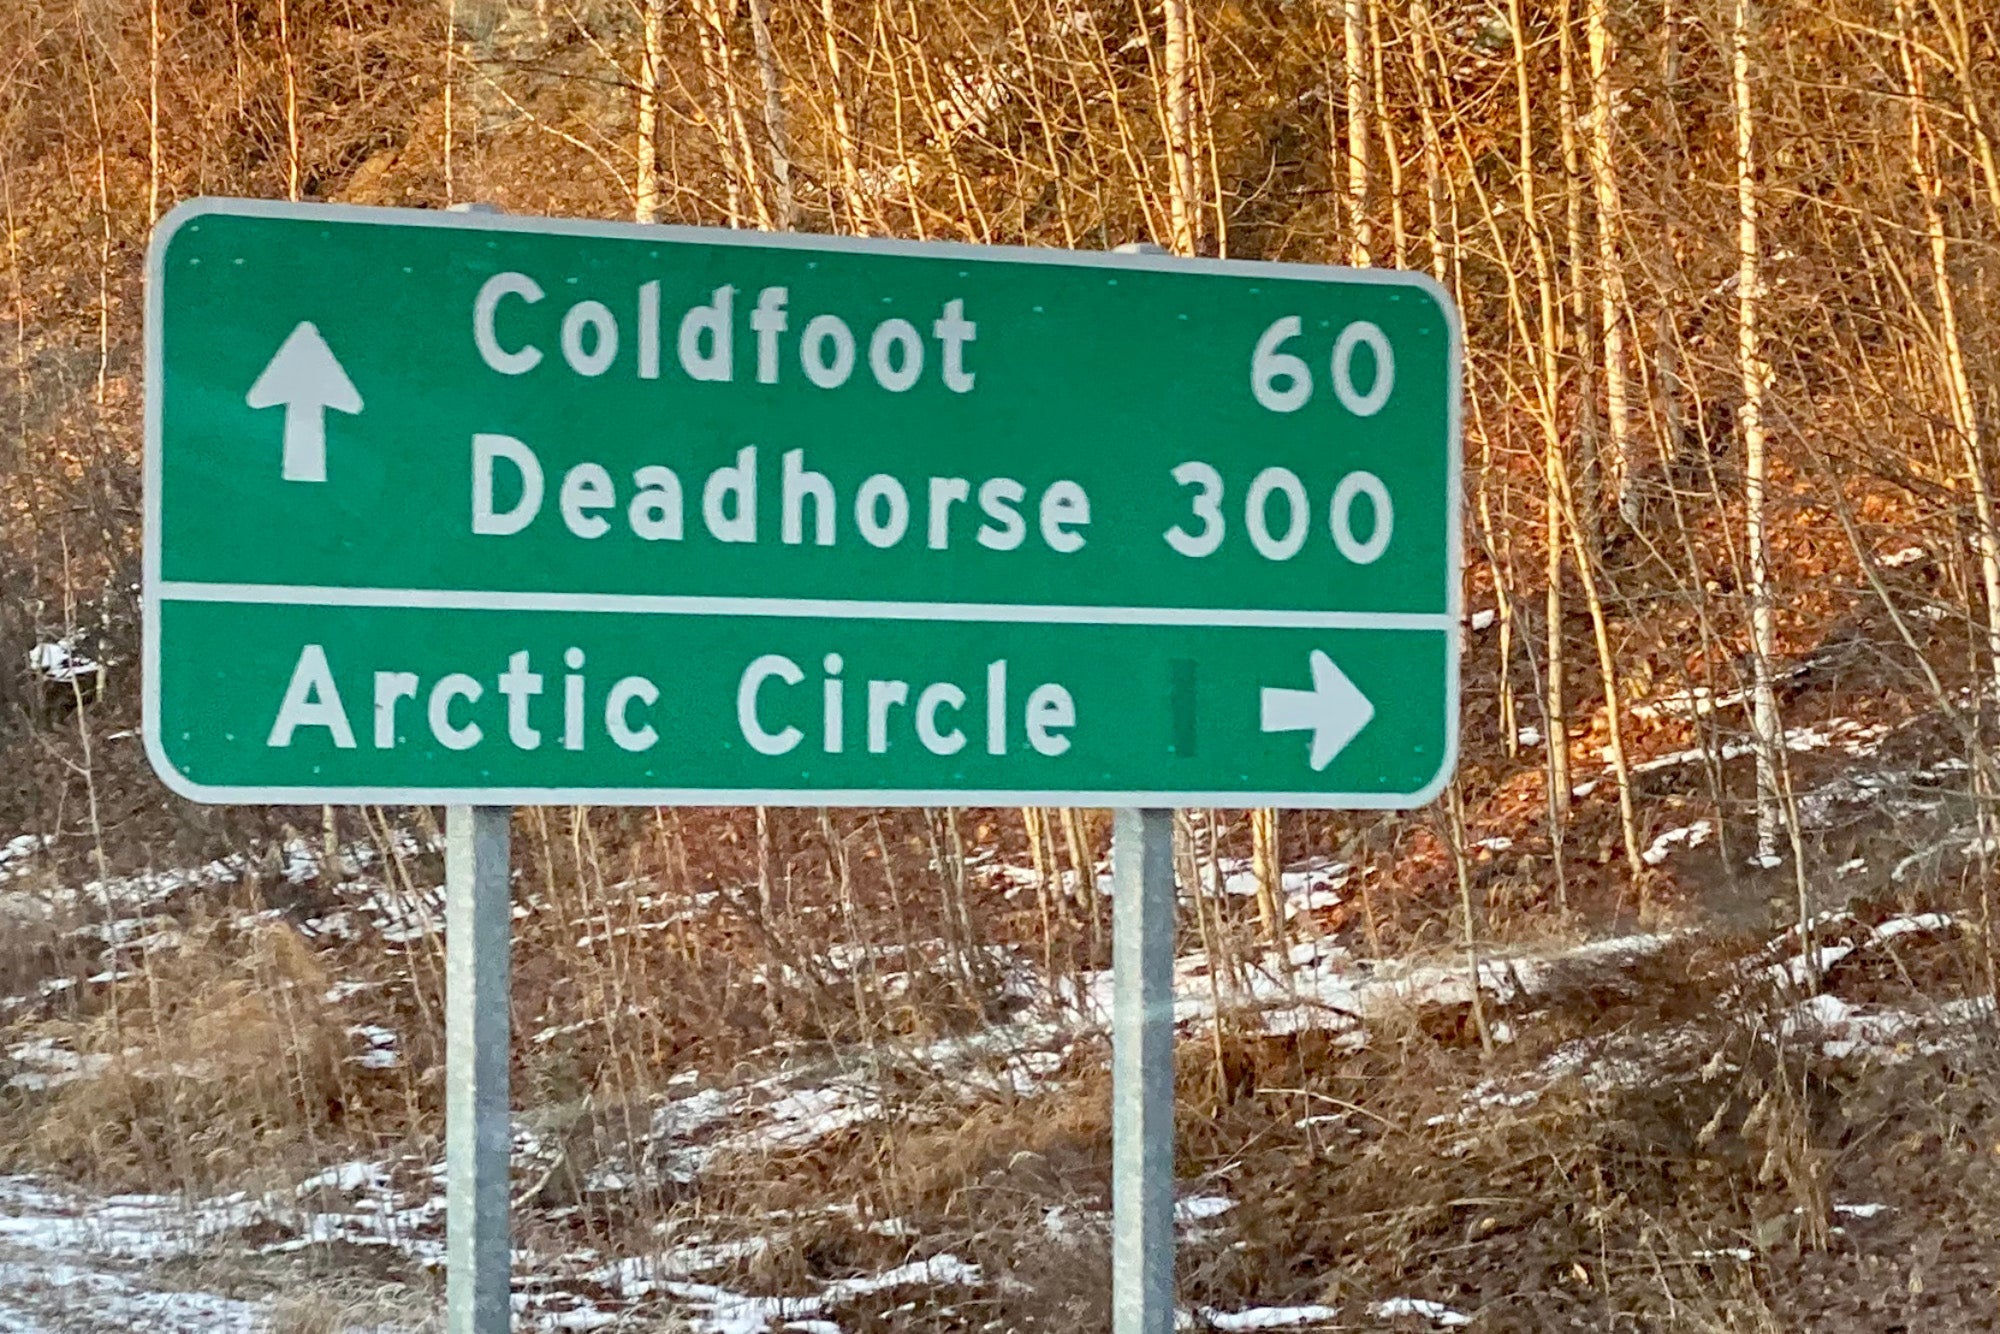 Coldfoot 60
Deadhorse 300
Arctic Circle